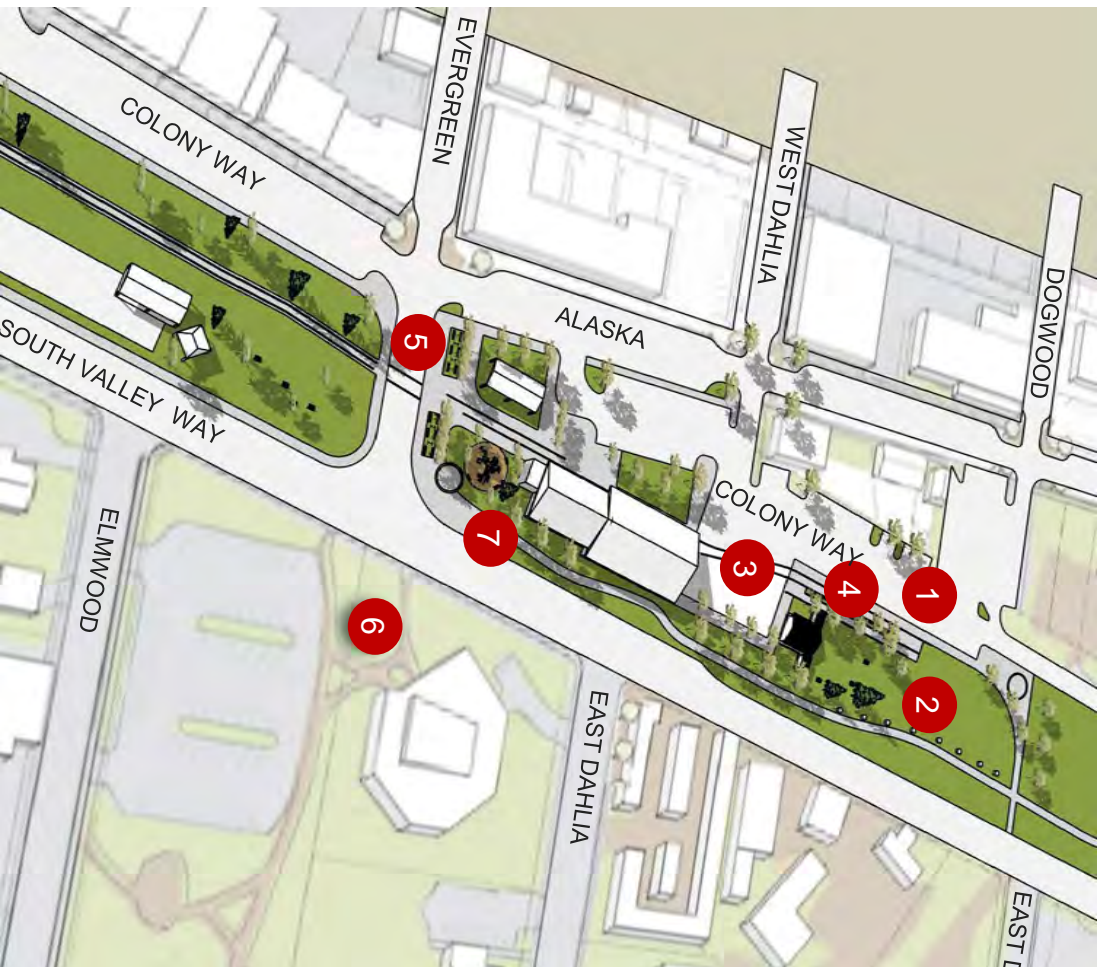 EVERGREEN
COLONY WAY
WEST DAHLIA
DOGWOOD
ALASKA
5
SOUTH VALLEY WAY
COLONY WAY
ELMWOOD
7
3
4
1
6
2
EAST DAHLIA
EAST D